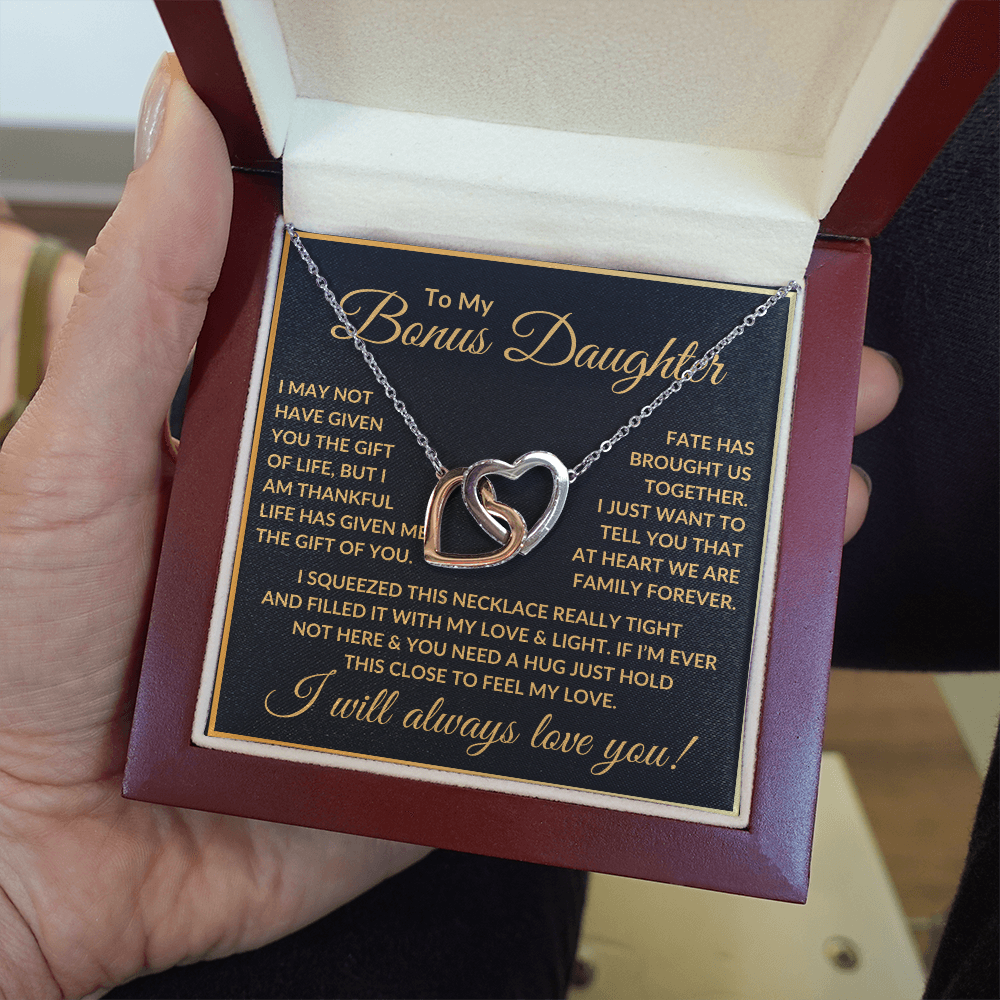 To My
Bonus Daughter
I MAY NOT
HAVE GIVEN
YOU THE GIFT
OF LIFE, BUT I
AM THANKFUL
LIFE HAS GIVEN ME
THE GIFT OF YOU.
FATE HAS
BROUGHT US
TOGETHER.
I JUST WANT TO
TELL YOU THAT
AT HEART WE ARE
FAMILY FOREVER.
I SQUEEZED THIS NECKLACE REALLY TIGHT
AND FILLED IT WITH MY LOVE & LIGHT. IF I'M EVER
NOT HERE & YOU NEED A HUG JUST HOLD
THIS CLOSE TO FEEL MY LOVE.
I will always love you!